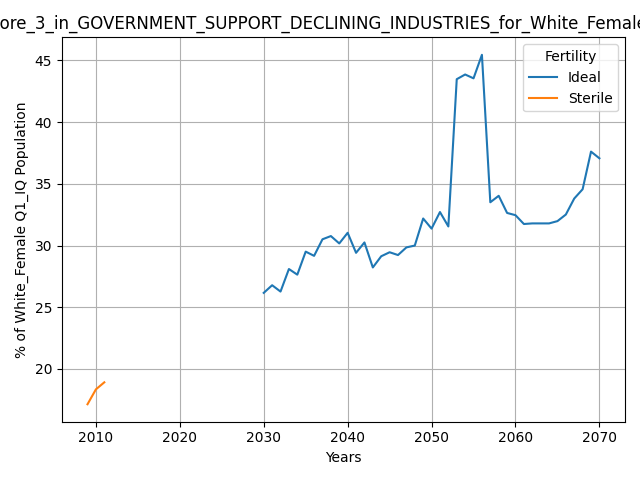 ore_3_in_GOVERNMENT_SUPPORT_DECLINING_INDUSTRIES_for_White_Female
Fertility
Ideal
Sterile
% of White_Female Q1_IQ Population
45
40
35
30
25
20
2010 2020 2030 2040 2050 2060 2070
Years